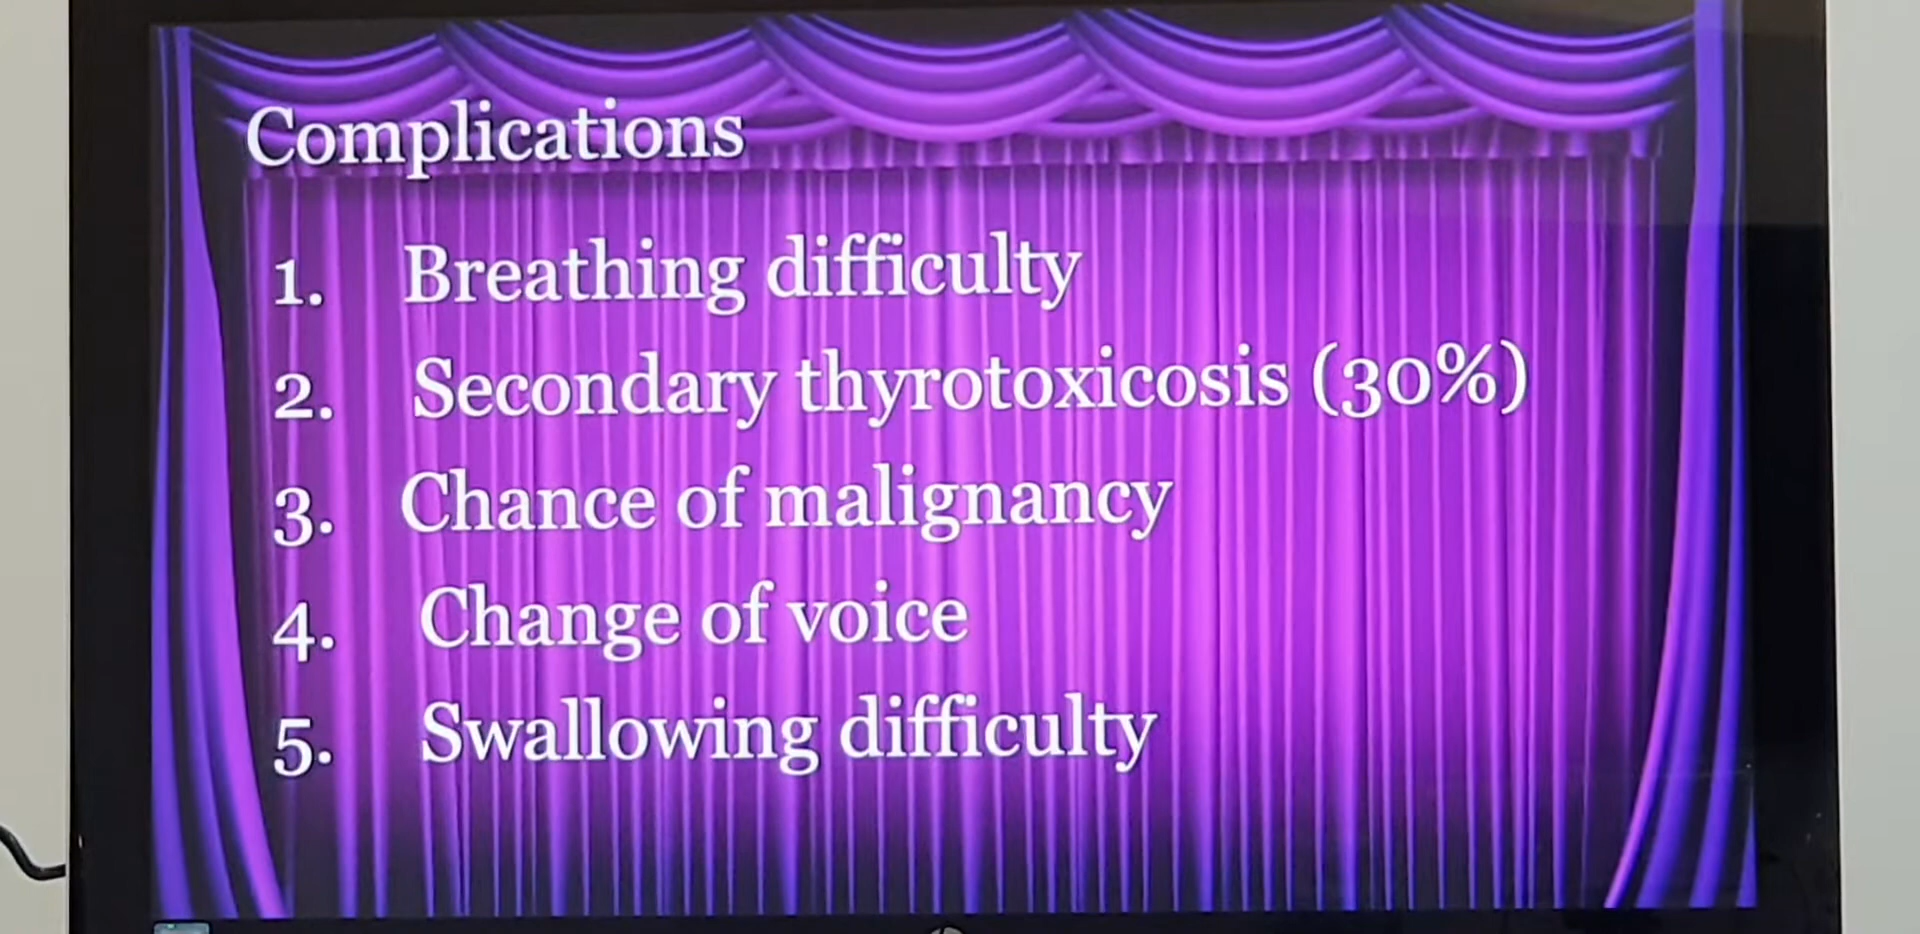 Complications
1. Breathing difficulty
2. Secondary thyrotoxicosis (30%)
3. Chance of malignancy
4. Change of voice
5. Swallowing difficulty